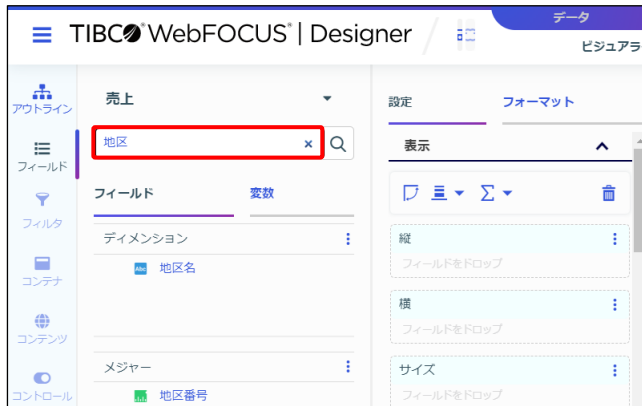 TIBCO® WebFOCUS® | Designer
データ
ビジュアラ
アウトライン
フィールド
フィルタ
コンテナ
コンテンツ
コントロール
売上
地区
フィールド
変数
ディメンション
Abc 地区名
メジャー
地区番号
設定
フォーマット
表示
縦
フィールドをドロップ
横
フィールドをドロップ
サイズ
フィールドをドロップ